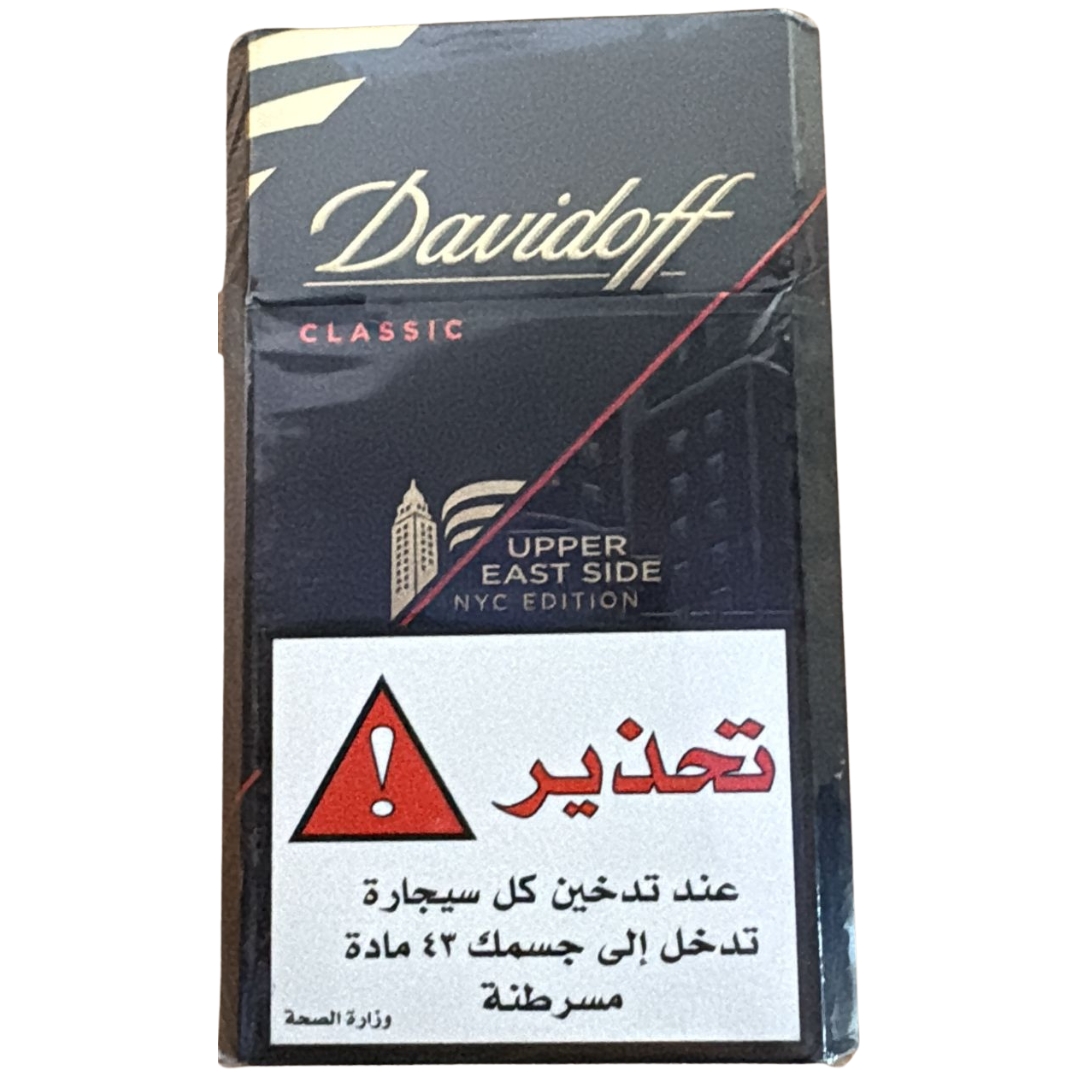 Davidoff
CLASSIC
UPPER
EAST SIDE
NYC EDITION
تحذير
عند تدخين كل سيجارة
تدخل إلى جسمك ٤٣ مادة
مسرطنة
وزارة الصحة